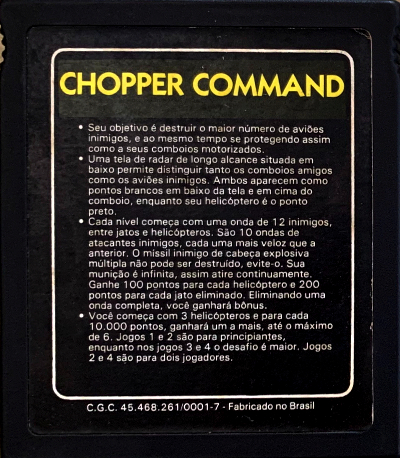 CHOPPER COMMAND
• Seu objetivo é destruir o maior número de aviões
inimigos, e ao mesmo tempo se protegendo assim
como a seus comboios motorizados.
• Uma tela de radar de longo alcance situada em
baixo permite distinguir tanto os comboios amigos
como os aviões inimigos. Ambos aparecem como
pontos brancos em baixo da tela e em cima do
comboio, enquanto seu helicóptero é o ponto
preto.
• Cada nível começa com uma onda de 12 inimigos,
entre jatos e helicópteros. São 10 ondas de
atacantes inimigos, cada uma mais veloz que a
anterior. O míssil inimigo de cabeça explosiva
múltipla não pode ser destruído, evite-o. Sua
munição é infinita, assim atire continuamente.
Ganhe 100 pontos para cada helicóptero e 200
pontos para cada jato eliminado. Eliminando uma
onda completa, você ganhará bônus.
• Você começa com 3 helicópteros e para cada
10.000 pontos, ganhará um a mais, até o máximo
de 6. Jogos 1 e 2 são para principiantes,
enquanto nos jogos 3 e 4 o desafio é maior. Jogos
2 e 4 são para dois jogadores.
C.G.C. 45.468.261/0001-7 - Fabricado no Brasil